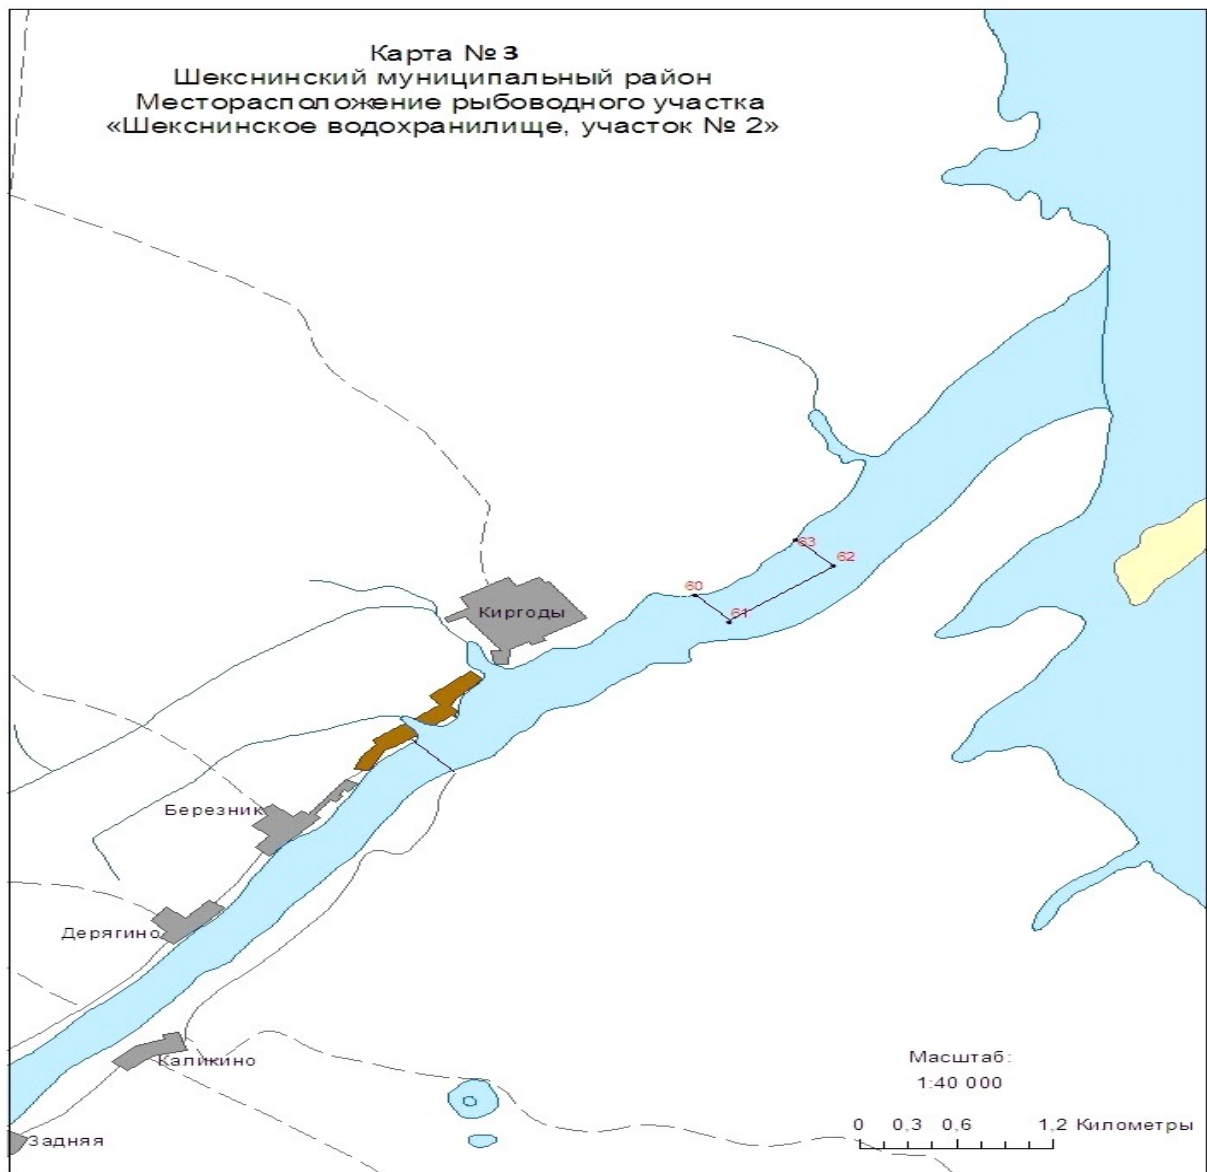 Карта № 3
Шекснинский муниципальный район
Месторасположение рыбоводного участка
«Шекснинское водохранилище, участок № 2»
63
62
60
61
Киргоды
Березник
Дерягино
Каликино
Задняя
Масштаб:
1:40 000
0 0,3 0,6 1,2 Километры